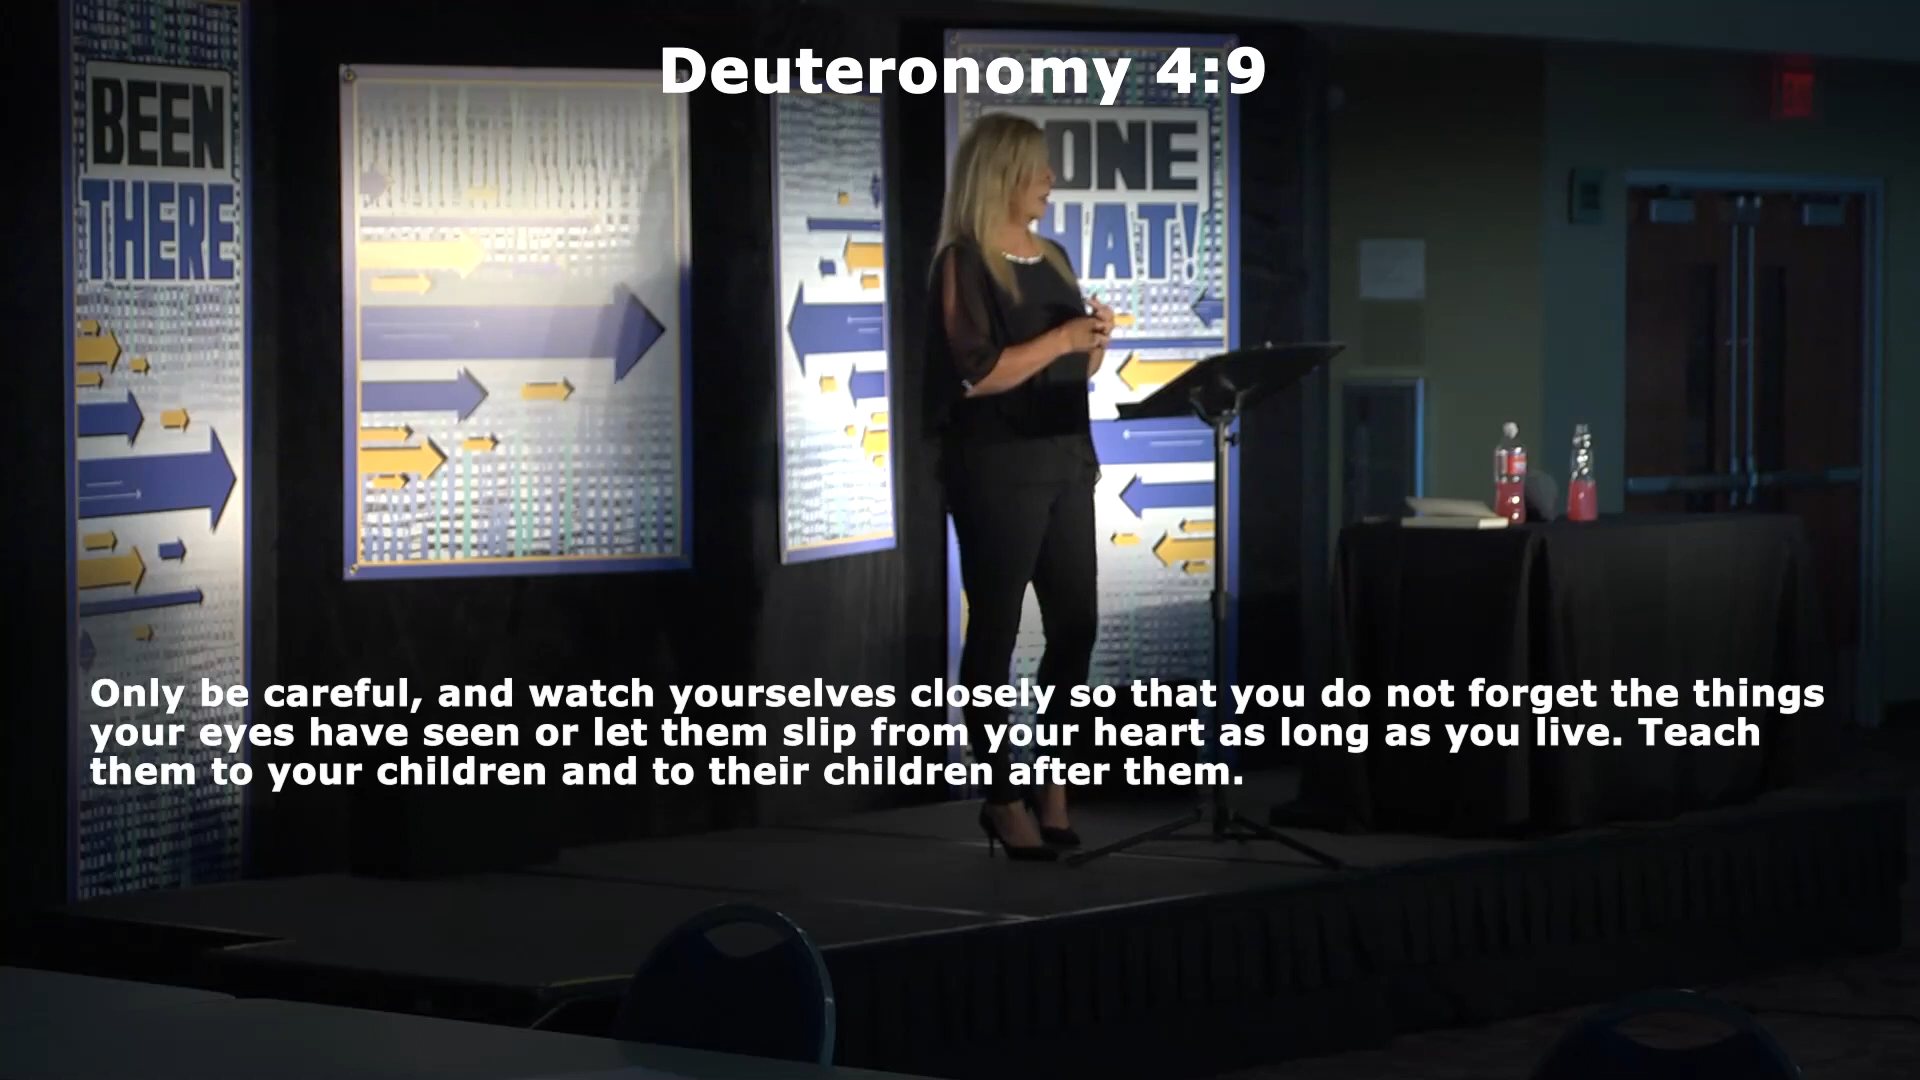 Deuteronomy 4:9
BEEN
THERE
ONE
HAT!
Only be careful, and watch yourselves closely so that you do not forget the things
your eyes have seen or let them slip from your heart as long as you live. Teach
them to your children and to their children after them.